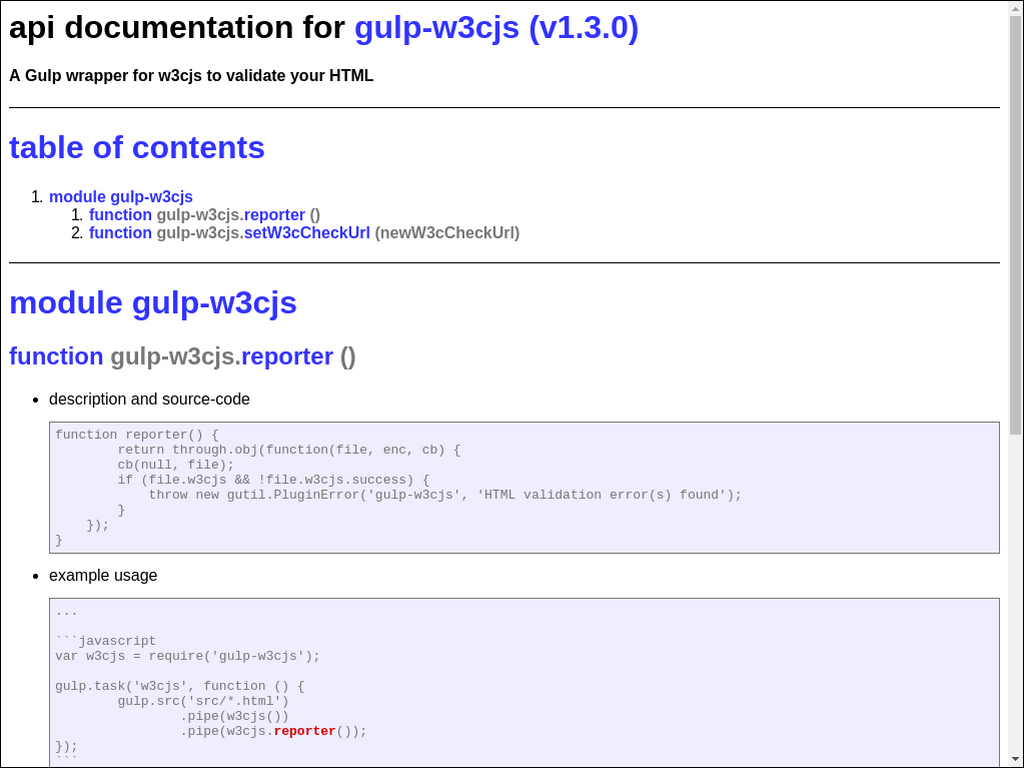 api documentation for gulp-w3cjs (v1.3.0)
A Gulp wrapper for w3cjs to validate your HTML
table of contents
1. module gulp-w3cjs
1. function gulp-w3cjs.reporter ()
2. function gulp-w3cjs.setW3cCheckUrl (newW3cCheckUrl)
module gulp-w3cjs
function gulp-w3cjs.reporter ()
• description and source-code
function reporter() {
        return through.obj(function(file, enc, cb) {
        cb(null, file);
        if (file.w3cjs && !file.w3cjs.success) {
            throw new gutil.PluginError('gulp-w3cjs', 'HTML validation error(s) found');
        }
    });
}
• example usage
...
```javascript
var w3cjs = require('gulp-w3cjs');
gulp.task('w3cjs', function () {
        gulp.src('src/*.html')
                .pipe(w3cjs())
                .pipe(w3cjs.reporter());
});
```